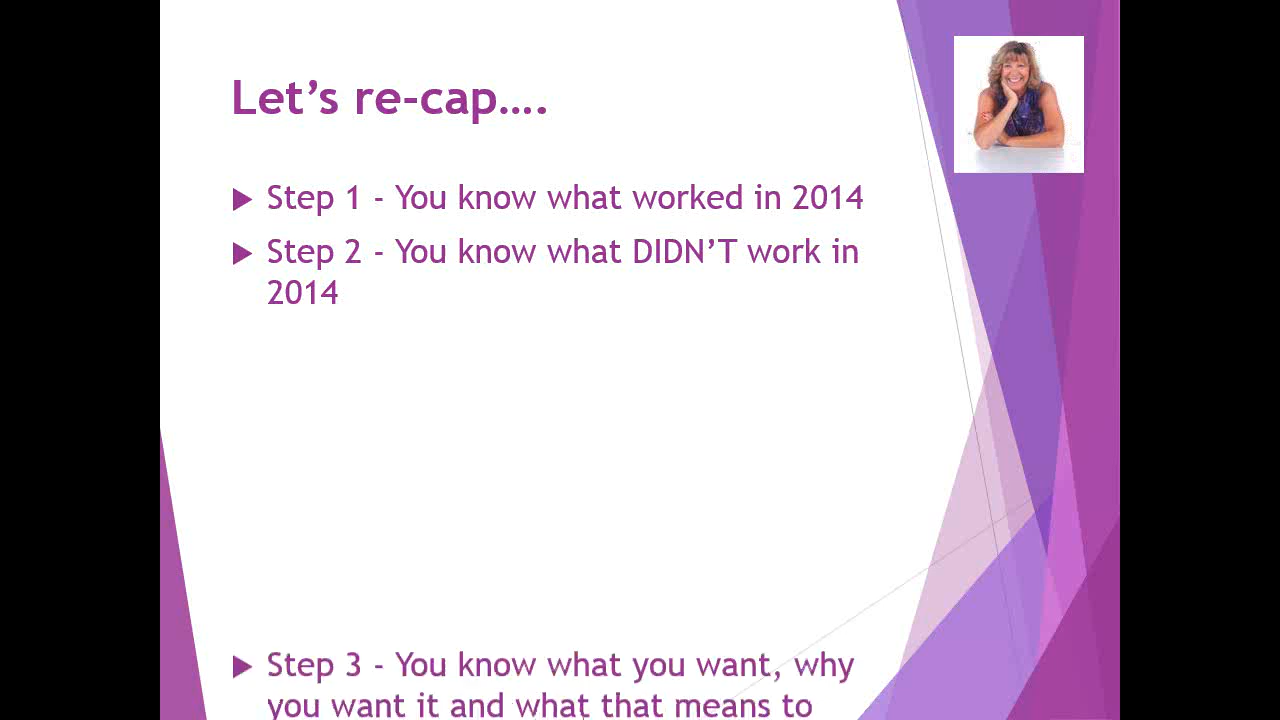 Let’s re-cap….
Step 1 - You know what worked in 2014
Step 2 - You know what DIDN’T work in
2014
Step 3 - You know what you want, why
you want it and what that means to